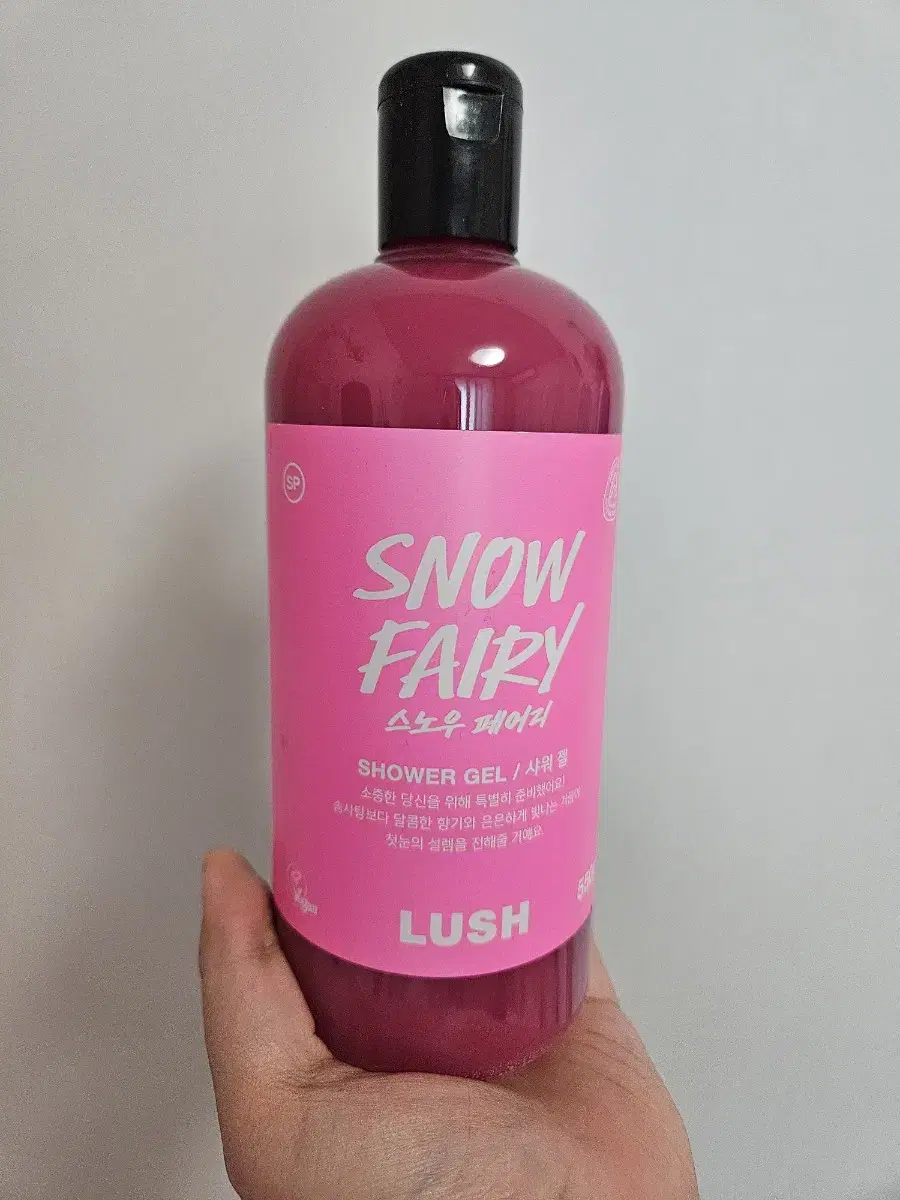 SP
SNOW
FAIRY
스노우 페어리
SHOWER GEL / 샤워 젤
소중한 당신을 위해 특별히 준비했어요!
솜사탕보다 달콤한 향기와 은은하게 빛나는 거품이
첫눈의 설렘을 전해줄 거예요.
Vegan
LUSH